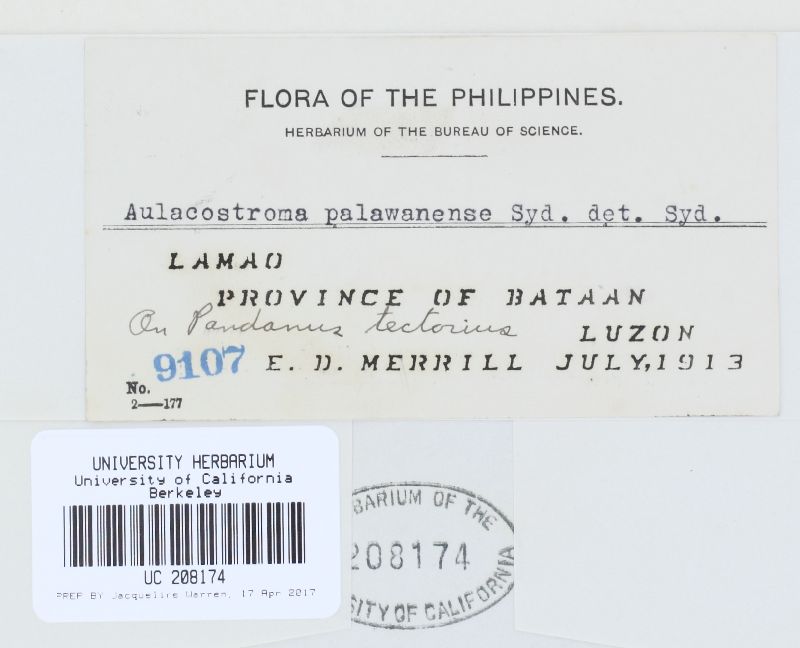 FLORA OF THE PHILIPPINES.
HERBARIUM OF THE BUREAU OF SCIENCE.
Aulacostroma palawanense Syd. det. Syd.
LAMAO
PROVINCE OF BATAAN
On Pandanus tectorius LUZON
No. 9107 E. D. MERRILL JULY, 1913
2—177
UNIVERSITY HERBARIUM
University of California
Berkeley
UC 208174
PREP BY Jacqueline Warren, 17 Apr 2017
BARIUM OF THE
208174
SITY OF CALIFORNIA